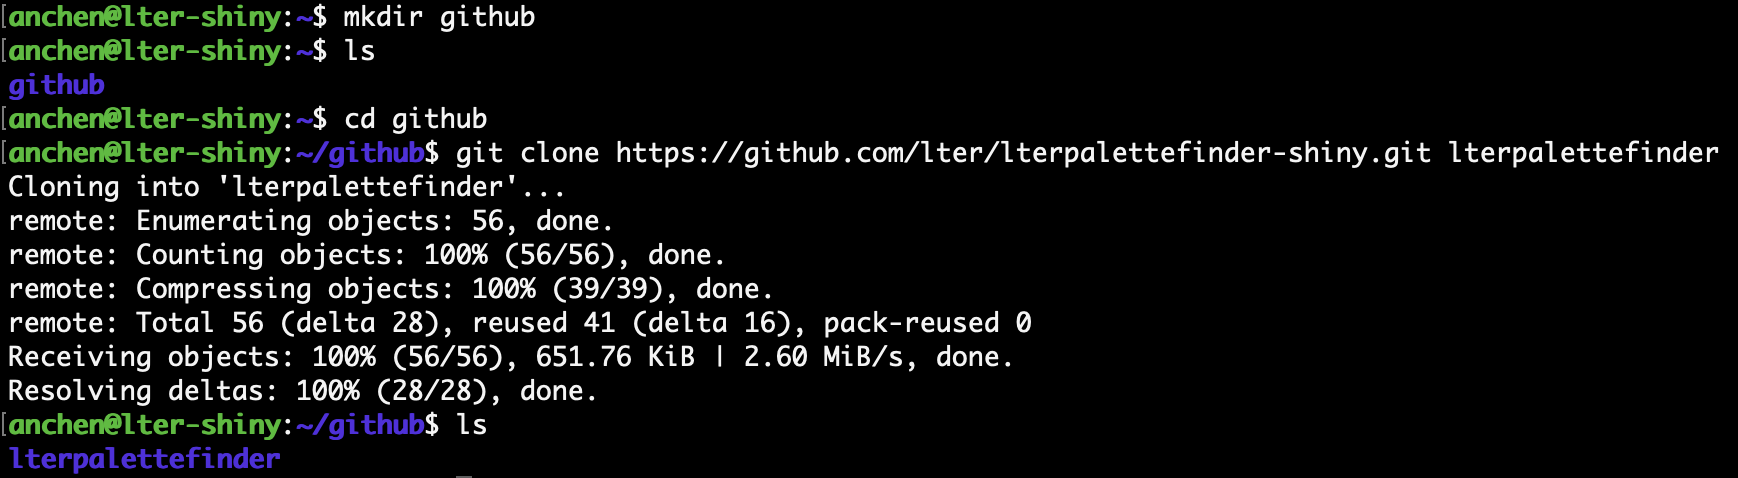 [anchen@lter-shiny:~$ mkdir github
[anchen@lter-shiny:~$ ls
github
[anchen@lter-shiny:~$ cd github
[anchen@lter-shiny:~/github$ git clone https://github.com/lter/lterpalettefinder-shiny.git lterpalettefinder
Cloning into 'lterpalettefinder'...
remote: Enumerating objects: 56, done.
remote: Counting objects: 100% (56/56), done.
remote: Compressing objects: 100% (39/39), done.
remote: Total 56 (delta 28), reused 41 (delta 16), pack-reused 0
Receiving objects: 100% (56/56), 651.76 KiB | 2.60 MiB/s, done.
Resolving deltas: 100% (28/28), done.
[anchen@lter-shiny:~/github$ ls
lterpalettefinder